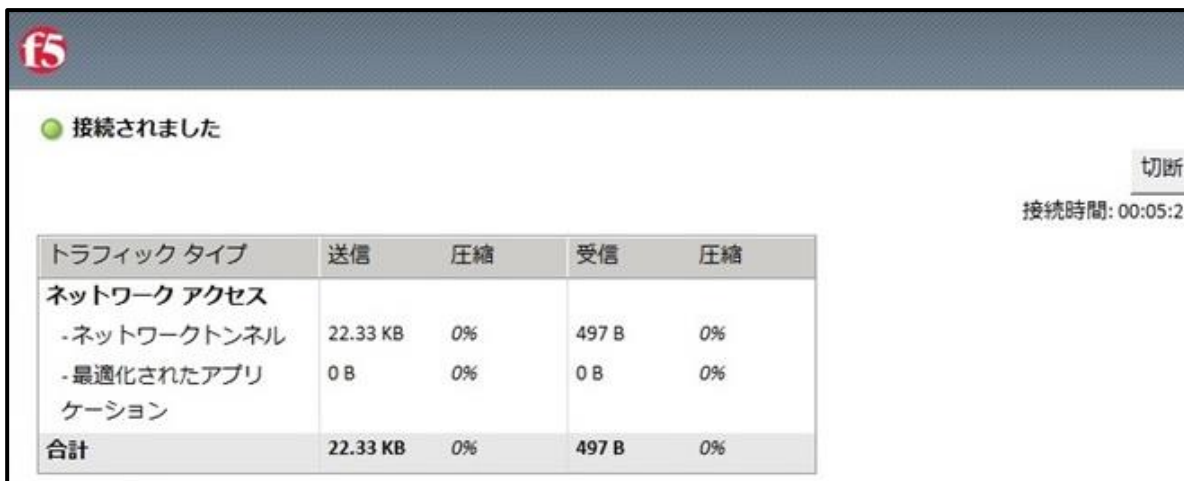 f5
接続されました
切断
接続時間: 00:05:2
トラフィック タイプ 送信 圧縮 受信 圧縮
ネットワーク アクセス
-ネットワークトンネル 22.33 KB 0% 497 B 0%
-最適化されたアプリ 0 B 0% 0 B 0%
ケーション
合計 22.33 KB 0% 497 B 0%